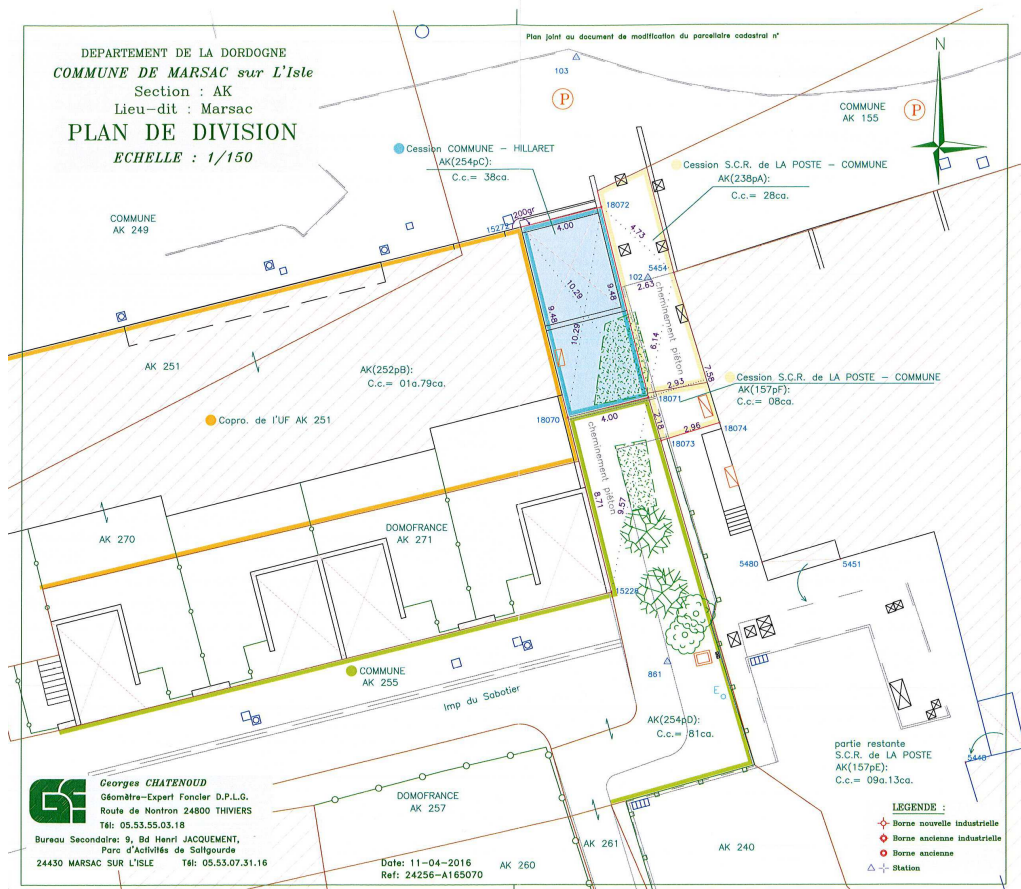 Plan joint au document de modification du parcellaire cadastral n°
DEPARTEMENT DE LA DORDOGNE
COMMUNE DE MARSAC sur L'Isle
Section : AK
Lieu-dit : Marsac
PLAN DE DIVISION
ECHELLE : 1/150
103
P
P
N
COMMUNE
AK 155
Cession COMMUNE - HILLARET
AK(254pC):
C.c.= 38ca.
Cession S.C.R. de LA POSTE - COMMUNE
AK(238pA):
C.c.= 28ca.
COMMUNE
AK 249
200gr
18072
15272
4.00
4.73
5454
102
2.63
10.29
9.48
9.48
10.29
cheminement piéton
6.14
7.58
AK 251
AK(252pB):
C.c.= 01a.79ca.
Cession S.C.R. de LA POSTE - COMMUNE
AK(157pF):
C.c.= 08ca.
2.93
18071
Copro. de l'UF AK 251
18070
4.00
2.18
2.96
18074
18073
cheminement piéton
8.71
9.57
AK 270
DOMOFRANCE
AK 271
5480
5451
15228
COMMUNE
AK 255
861
Imp du Sabotier
E
AK(254pD):
C.c.= 81ca.
partie restante
S.C.R. de LA POSTE
AK(157pE):
C.c.= 09a.13ca.
5448
Georges CHATENOUD
Géomètre-Expert Foncier D.P.L.G.
Route de Nontron 24800 THIVIERS
Tél: 05.53.55.03.18
Bureau Secondaire: 9, Bd Henri JACQUEMENT,
Parc d'Activités de Saltgourde
24430 MARSAC SUR L'ISLE Tél: 05.53.07.31.16
DOMOFRANCE
AK 257
AK 260
AK 261
AK 240
Date: 11-04-2016
Ref: 24256-A165070
LEGENDE :
Borne nouvelle industrielle
Borne ancienne industrielle
Borne ancienne
Station